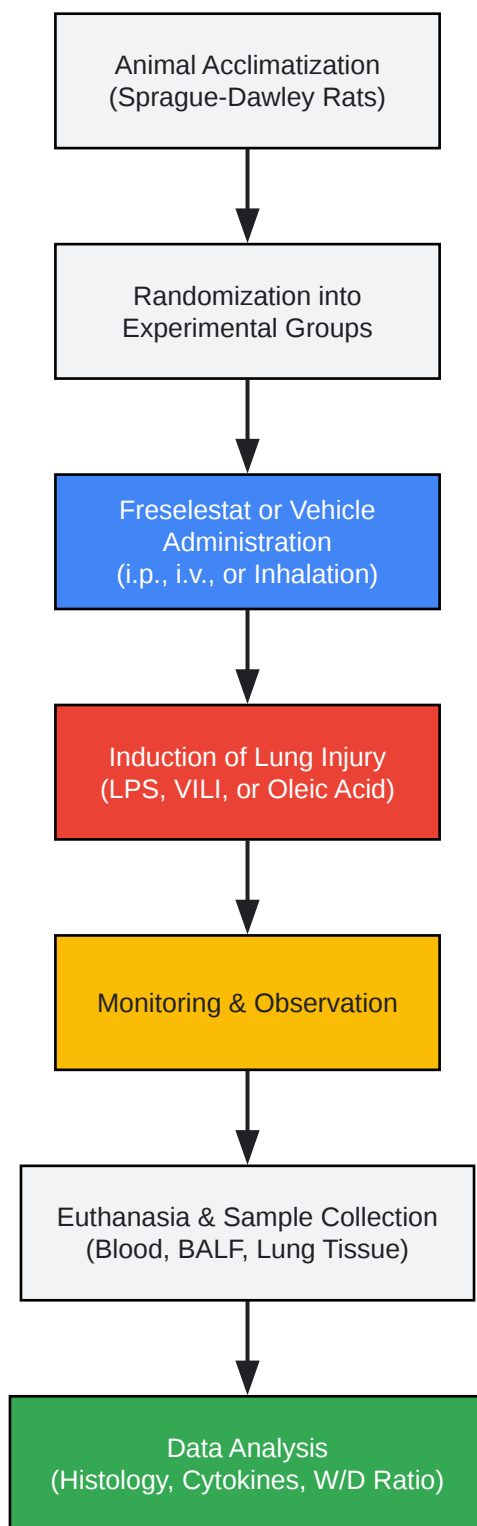 Animal Acclimatization
(Sprague-Dawley Rats)
Randomization into
Experimental Groups
Freselestat or Vehicle
Administration
(i.p., i.v., or Inhalation)
Induction of Lung Injury
(LPS, VILI, or Oleic Acid)
Monitoring & Observation
Euthanasia & Sample Collection
(Blood, BALF, Lung Tissue)
Data Analysis
(Histology, Cytokines, W/D Ratio)